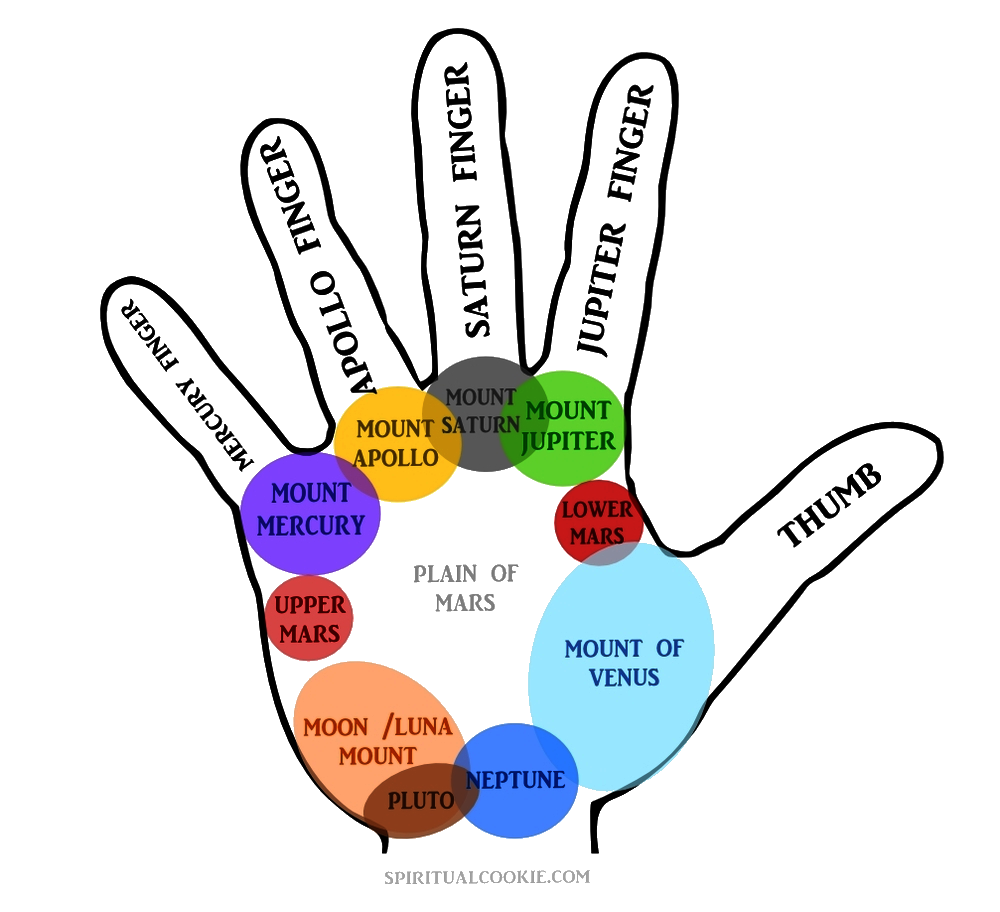 MERCURY FINGER
APOLLO FINGER
SATURN FINGER
JUPITER FINGER
THUMB
MOUNT
MERCURY
MOUNT
APOLLO
MOUNT
SATURN
MOUNT
JUPITER
LOWER
MARS
UPPER
MARS
PLAIN OF
MARS
MOUNT OF
VENUS
MOON /LUNA
MOUNT
PLUTO
NEPTUNE
SPIRITUALCOOKIE.COM